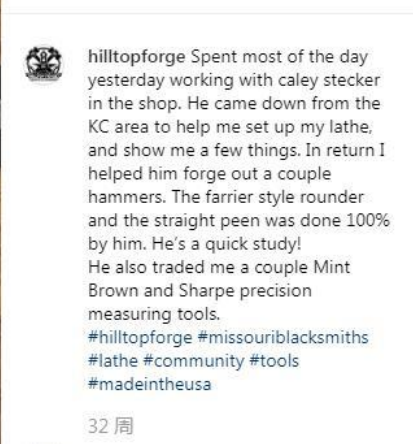 hilltopforge Spent most of the day
yesterday working with caley stecker
in the shop. He came down from the
KC area to help me set up my lathe,
and show me a few things. In return I
helped him forge out a couple
hammers. The farrier style rounder
and the straight peen was done 100%
by him. He's a quick study!
He also traded me a couple Mint
Brown and Sharpe precision
measuring tools.
#hilltopforge #missouriblacksmiths
#lathe #community #tools
#madeintheusa
32 周